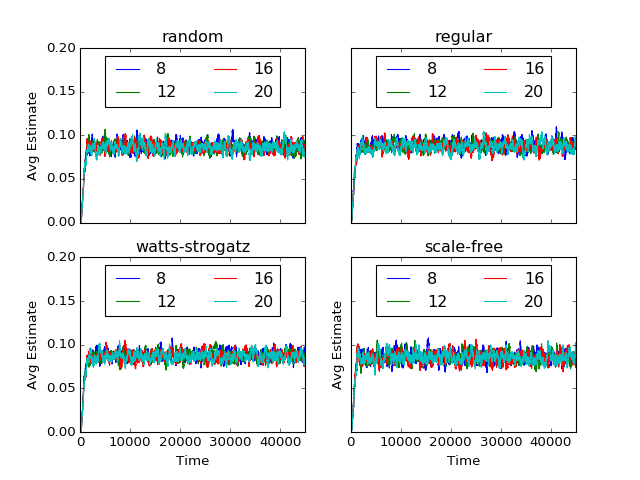 random
regular
0.20
0.15
0.10
0.05
0.00
Avg Estimate
8
16
12
20
8
16
12
20
watts-strogatz
scale-free
0.20
0.15
0.10
0.05
0.00
Avg Estimate
Avg Estimate
8
16
12
20
8
16
12
20
0 10000 20000 30000 40000
0 10000 20000 30000 40000
Time
Time